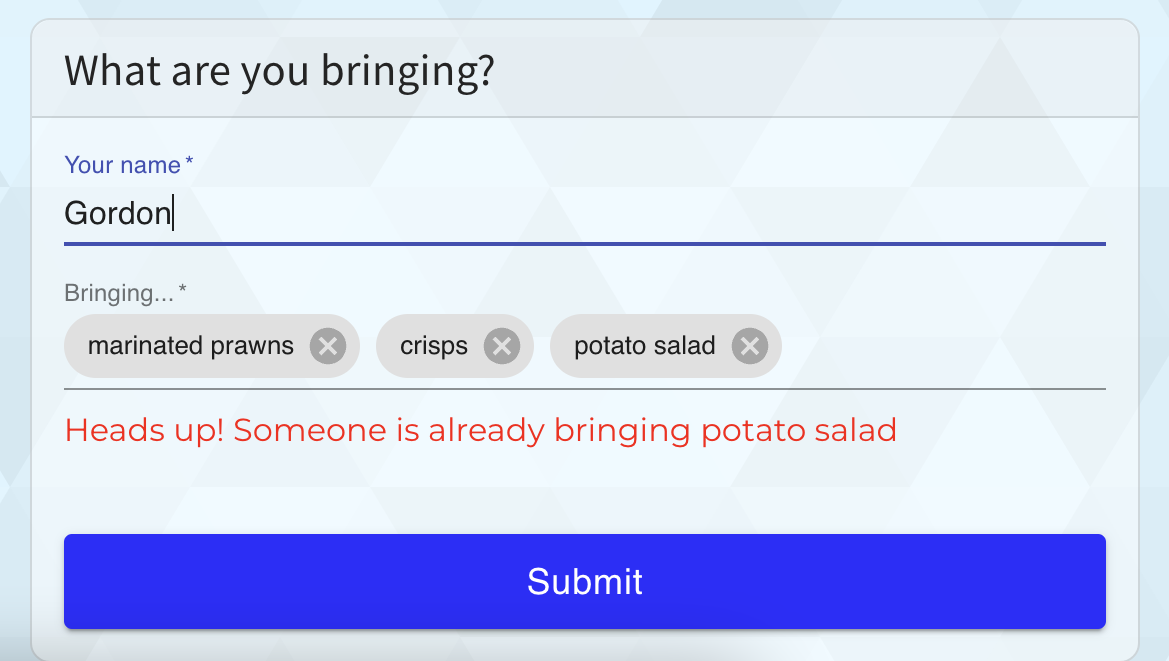 What are you bringing?
Your name *
Gordon
Bringing... *
marinated prawns crisps potato salad
Heads up! Someone is already bringing potato salad
Submit